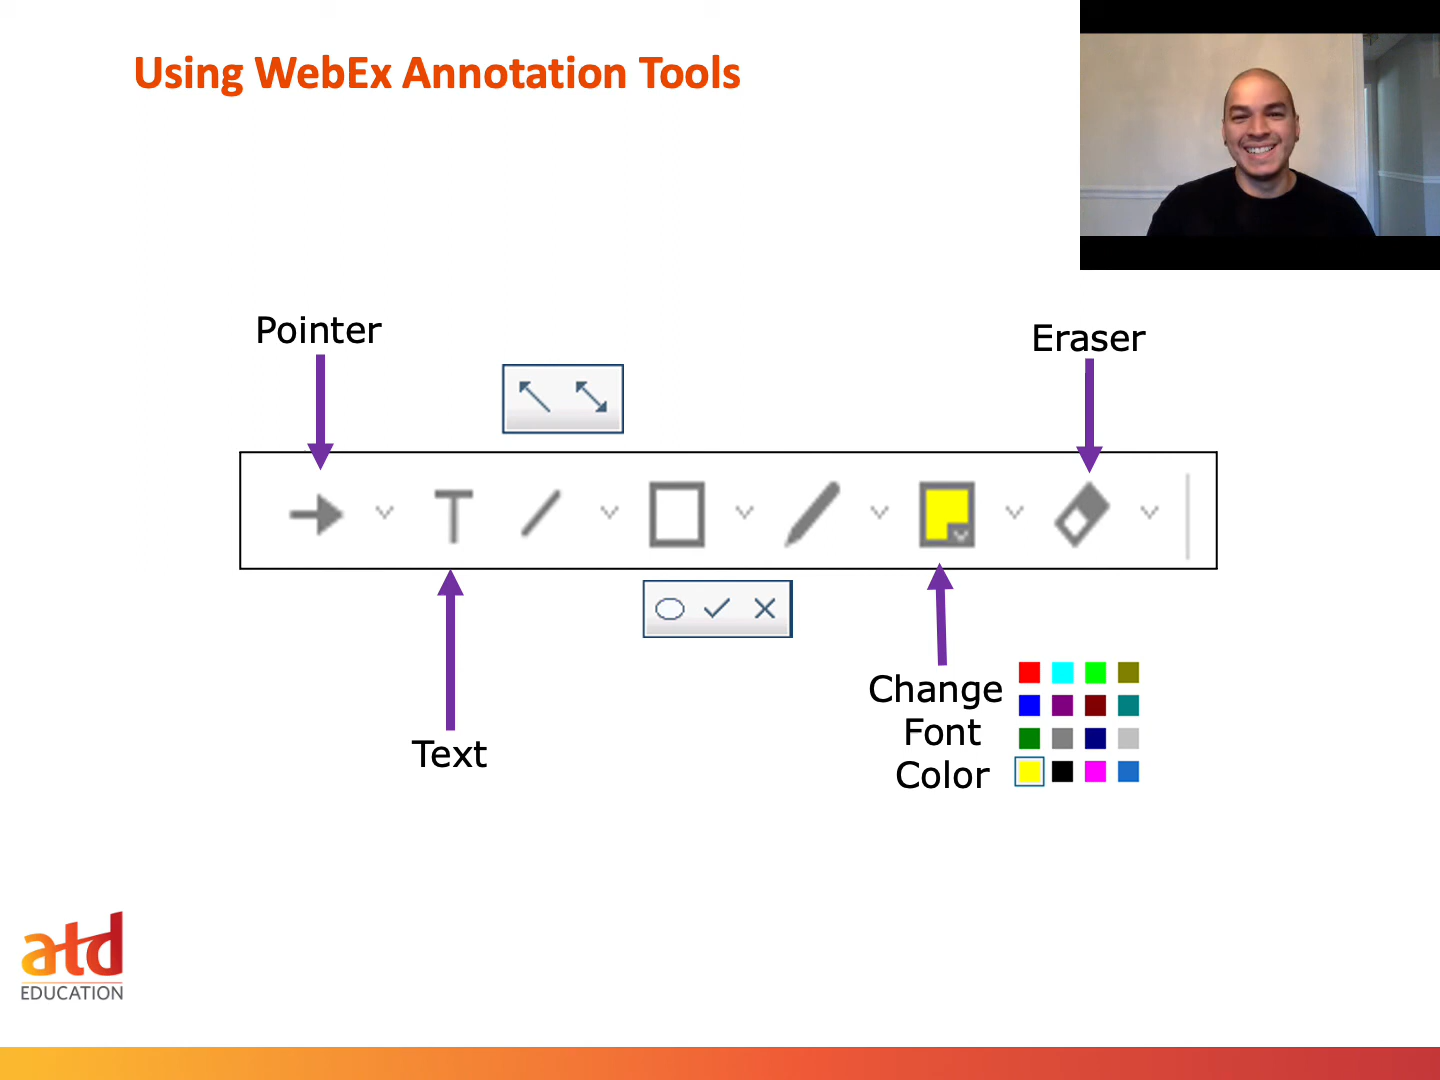 Using WebEx Annotation Tools
Pointer
Eraser
T
Text
Change
Font
Color
atd
EDUCATION